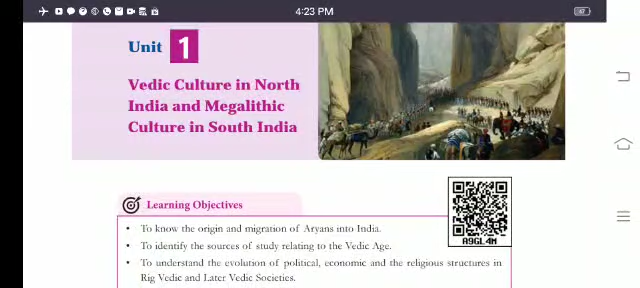 4:23 PM
Unit 1
Vedic Culture in North
India and Megalithic
Culture in South India
Learning Objectives
• To know the origin and migration of Aryans into India.
• To identify the sources of study relating to the Vedic Age.
• To understand the evolution of political, economic and the religious structures in
Rig Vedic and Later Vedic Societies.
A9GL4M